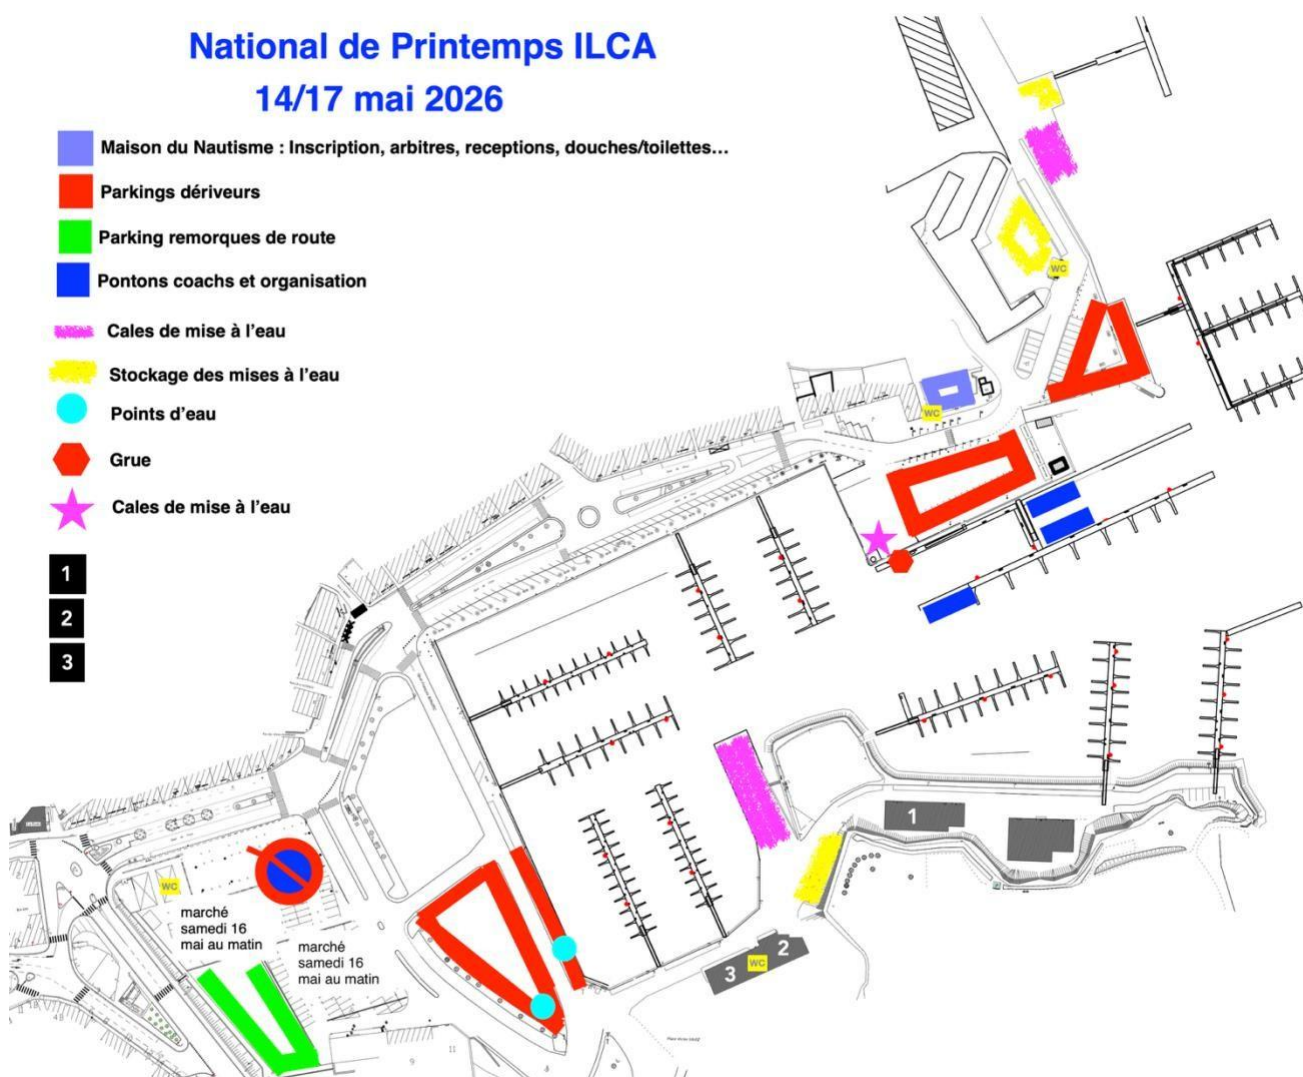 National de Printemps ILCA
14/17 mai 2026
Maison du Nautisme : Inscription, arbitres, receptions, douches/toilettes...
Parkings dériveurs
Parking remorques de route
Pontons coachs et organisation
Cales de mise à l'eau
Stockage des mises à l'eau
Points d'eau
Grue
Cales de mise à l'eau
1
2
3
WC
WC
1
WC
marché
samedi 16
mai au matin
marché
samedi 16
mai au matin
2
3
WC
9
11